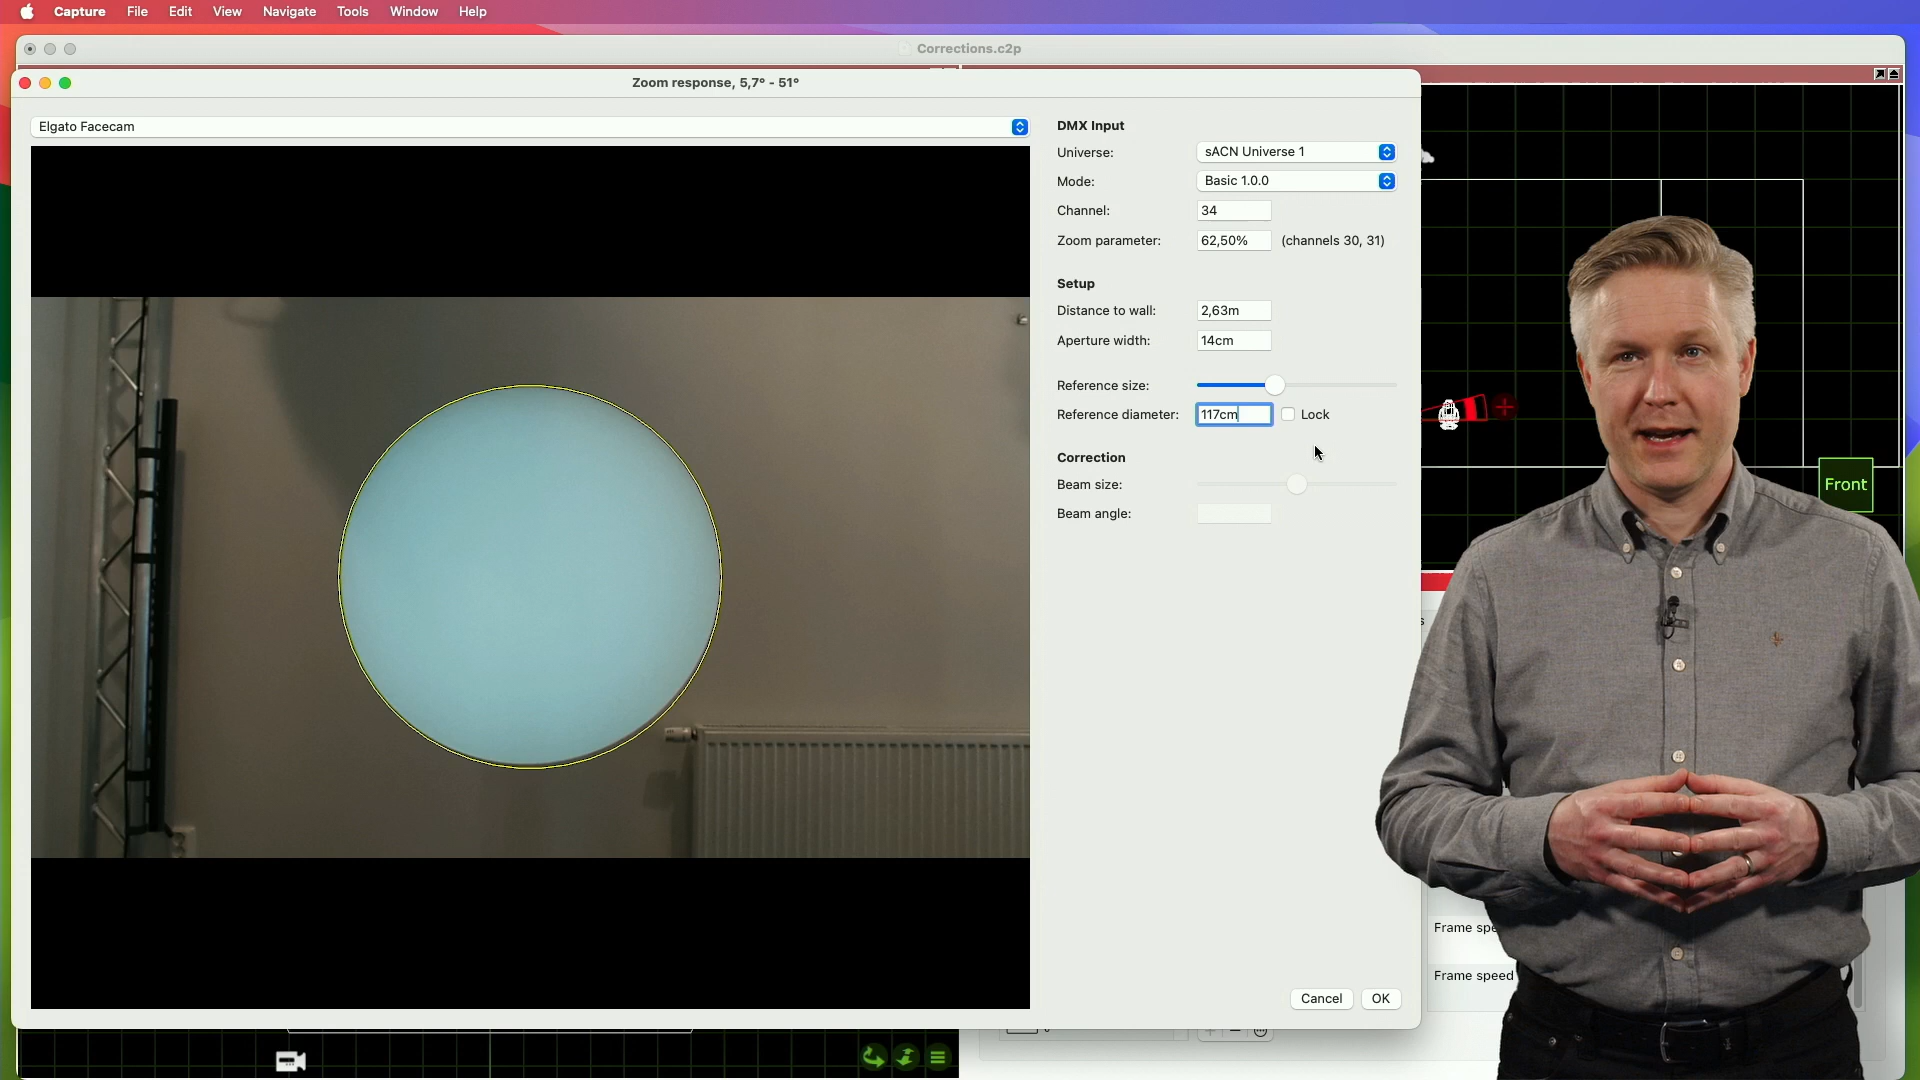 Capture File Edit View Navigate Tools Window Help
Corrections.c2p
Zoom response, 5,7° - 51°
Elgato Facecam
DMX Input
Universe: sACN Universe 1
Mode: Basic 1.0.0
Channel: 34
Zoom parameter: 62,50% (channels 30, 31)
Setup
Distance to wall: 2,63m
Aperture width: 14cm
Reference size:
Reference diameter: 117cm Lock
Correction
Beam size:
Beam angle:
Front
Frame spe
Frame speed
Cancel OK